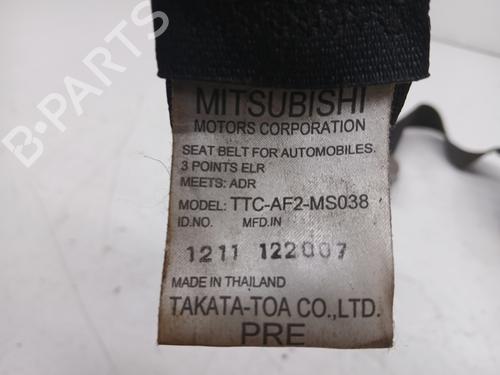 B-PARTS
MITSUBISHI
MOTORS CORPORATION
SEAT BELT FOR AUTOMOBILES.
3 POINTS ELR
MEETS: ADR
MODEL: TTC-AF2-MS038
ID.NO. MFD.IN
1211 122007
MADE IN THAILAND
TAKATA-TOA CO.,LTD.
PRE